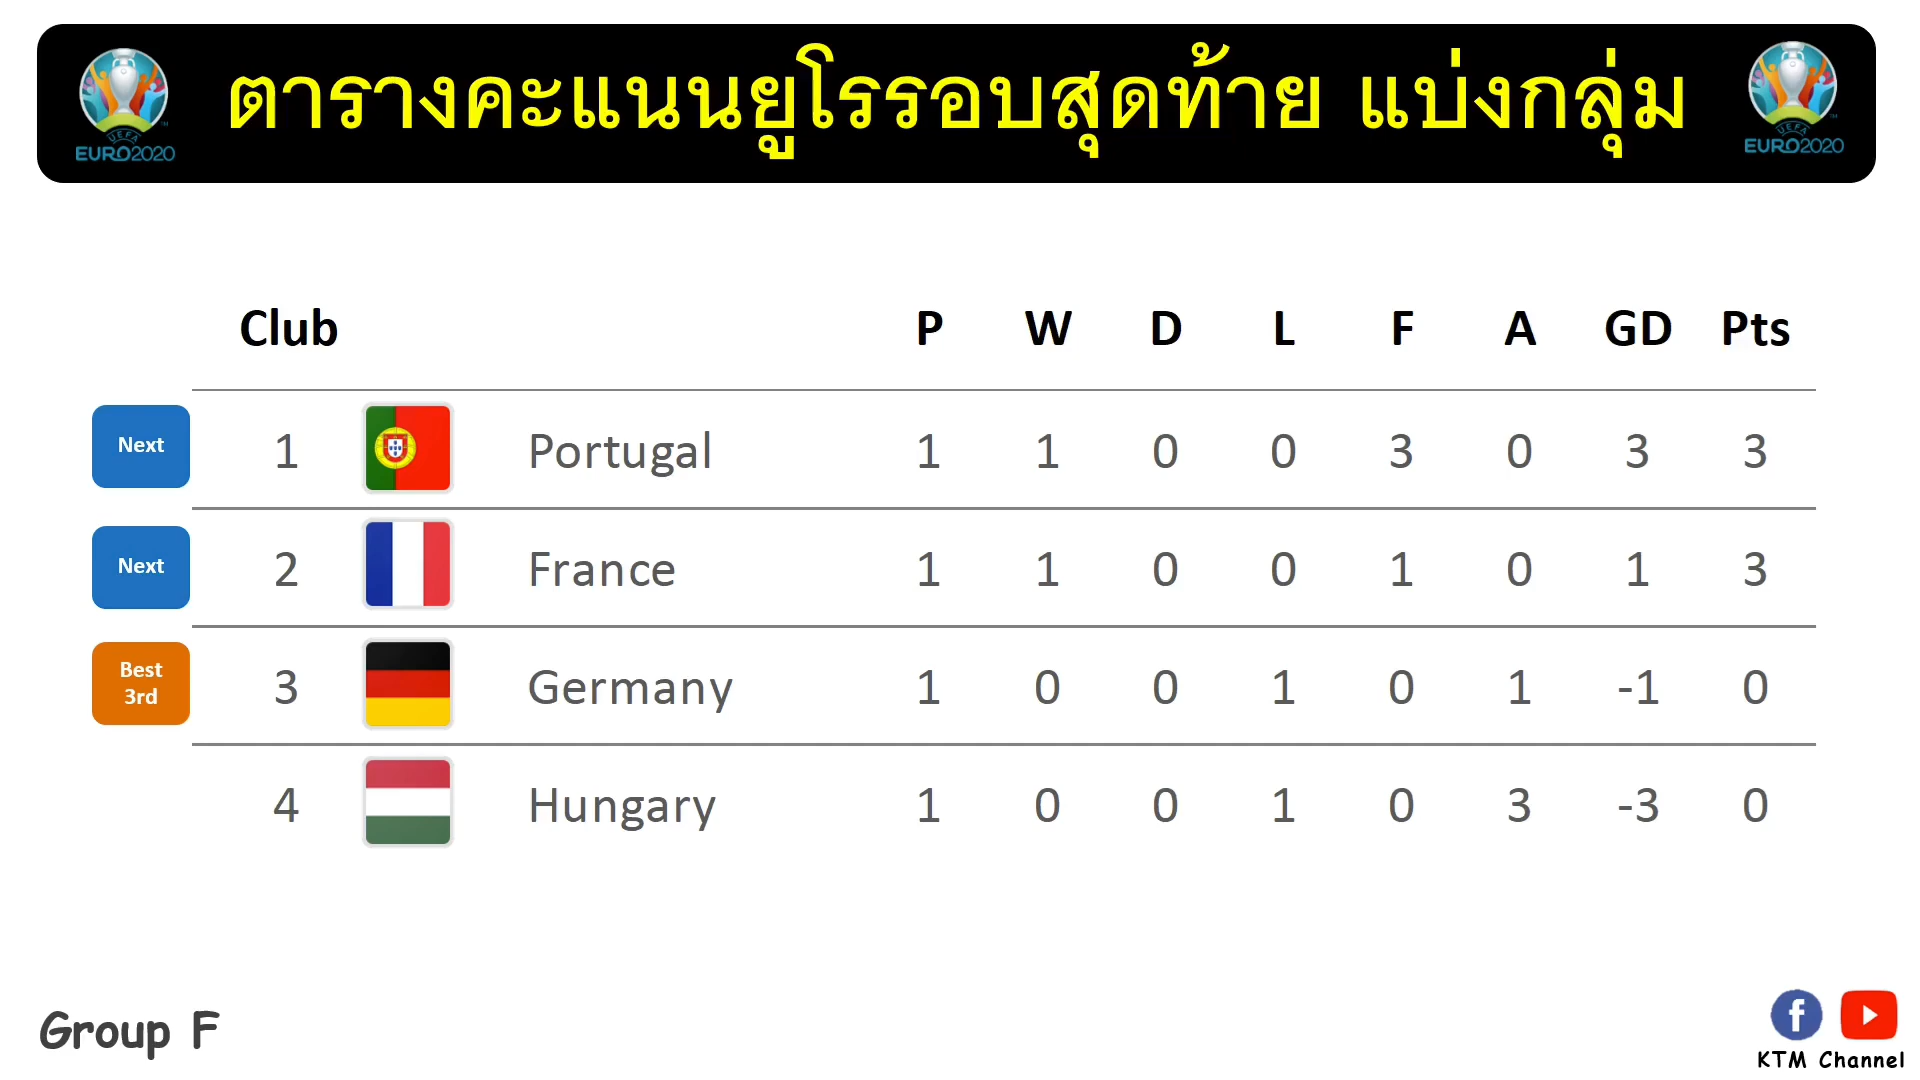 ตารางคะแนนยูโรรอบสุดท้าย แบ่งกลุ่ม
UEFA
EURO2020
UEFA
EURO2020
Club P W D L F A GD Pts
Next 1 Portugal 1 1 0 0 3 0 3 3
Next 2 France 1 1 0 0 1 0 1 3
Best 3rd 3 Germany 1 0 0 1 0 1 -1 0
4 Hungary 1 0 0 1 0 3 -3 0
Group F
f
KTM Channel